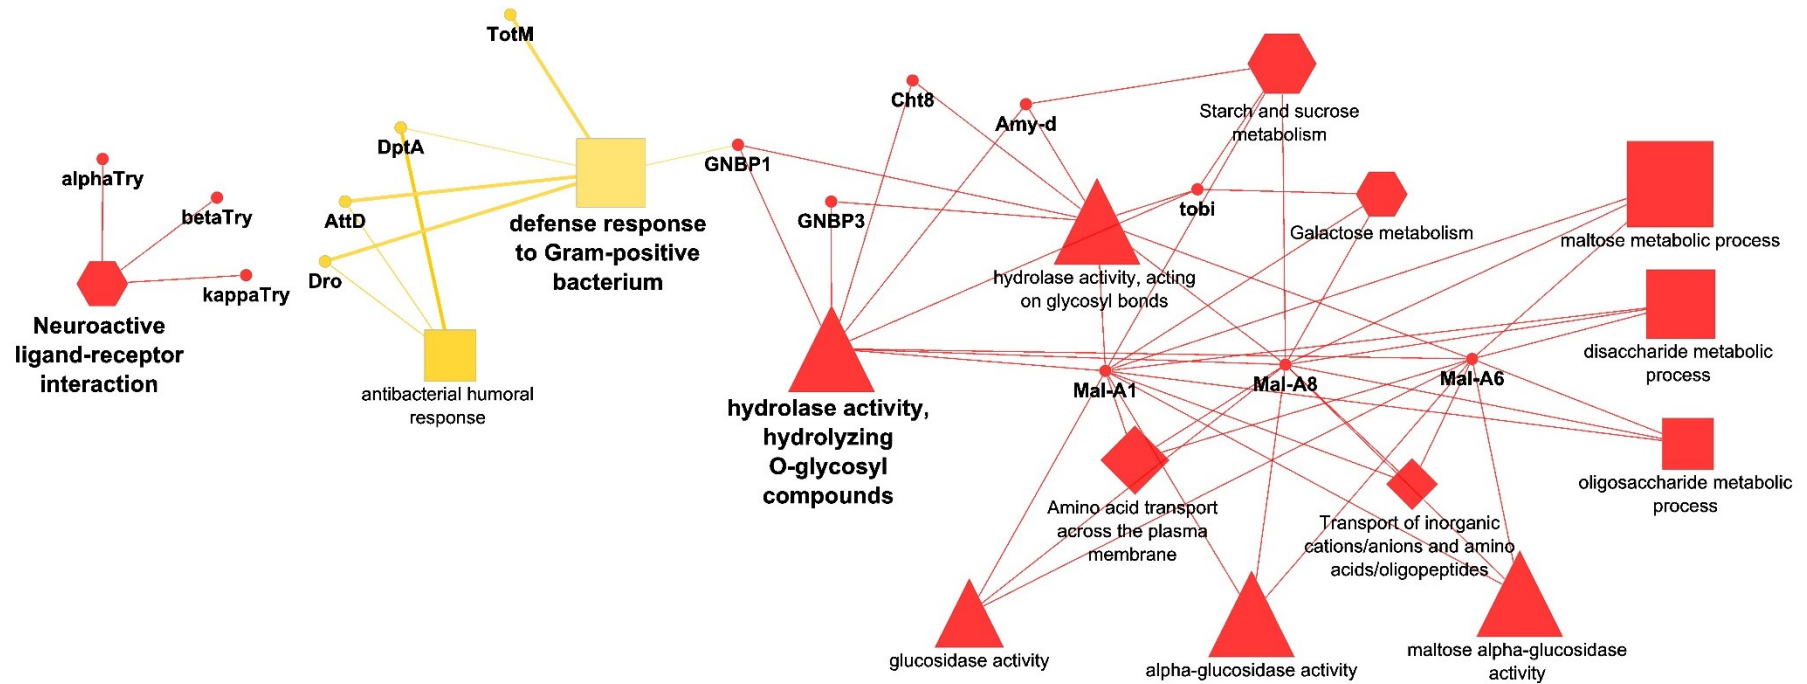 TotM
Cht8
Amy-d
Starch and sucrose
metabolism
DptA
GNBP1
alphaTry
betaTry
AttD
GNBP3
tobi
defense response
to Gram-positive
bacterium
Galactose metabolism
maltose metabolic process
Dro
kappaTry
hydrolase activity, acting
on glycosyl bonds
Neuroactive
ligand-receptor
interaction
antibacterial humoral
response
disaccharide metabolic
process
Mal-A1
Mal-A8
Mal-A6
hydrolase activity,
hydrolyzing
O-glycosyl
compounds
oligosaccharide metabolic
process
Amino acid transport
across the plasma
membrane
Transport of inorganic
cations/anions and amino
acids/oligopeptides
glucosidase activity
alpha-glucosidase activity
maltose alpha-glucosidase
activity